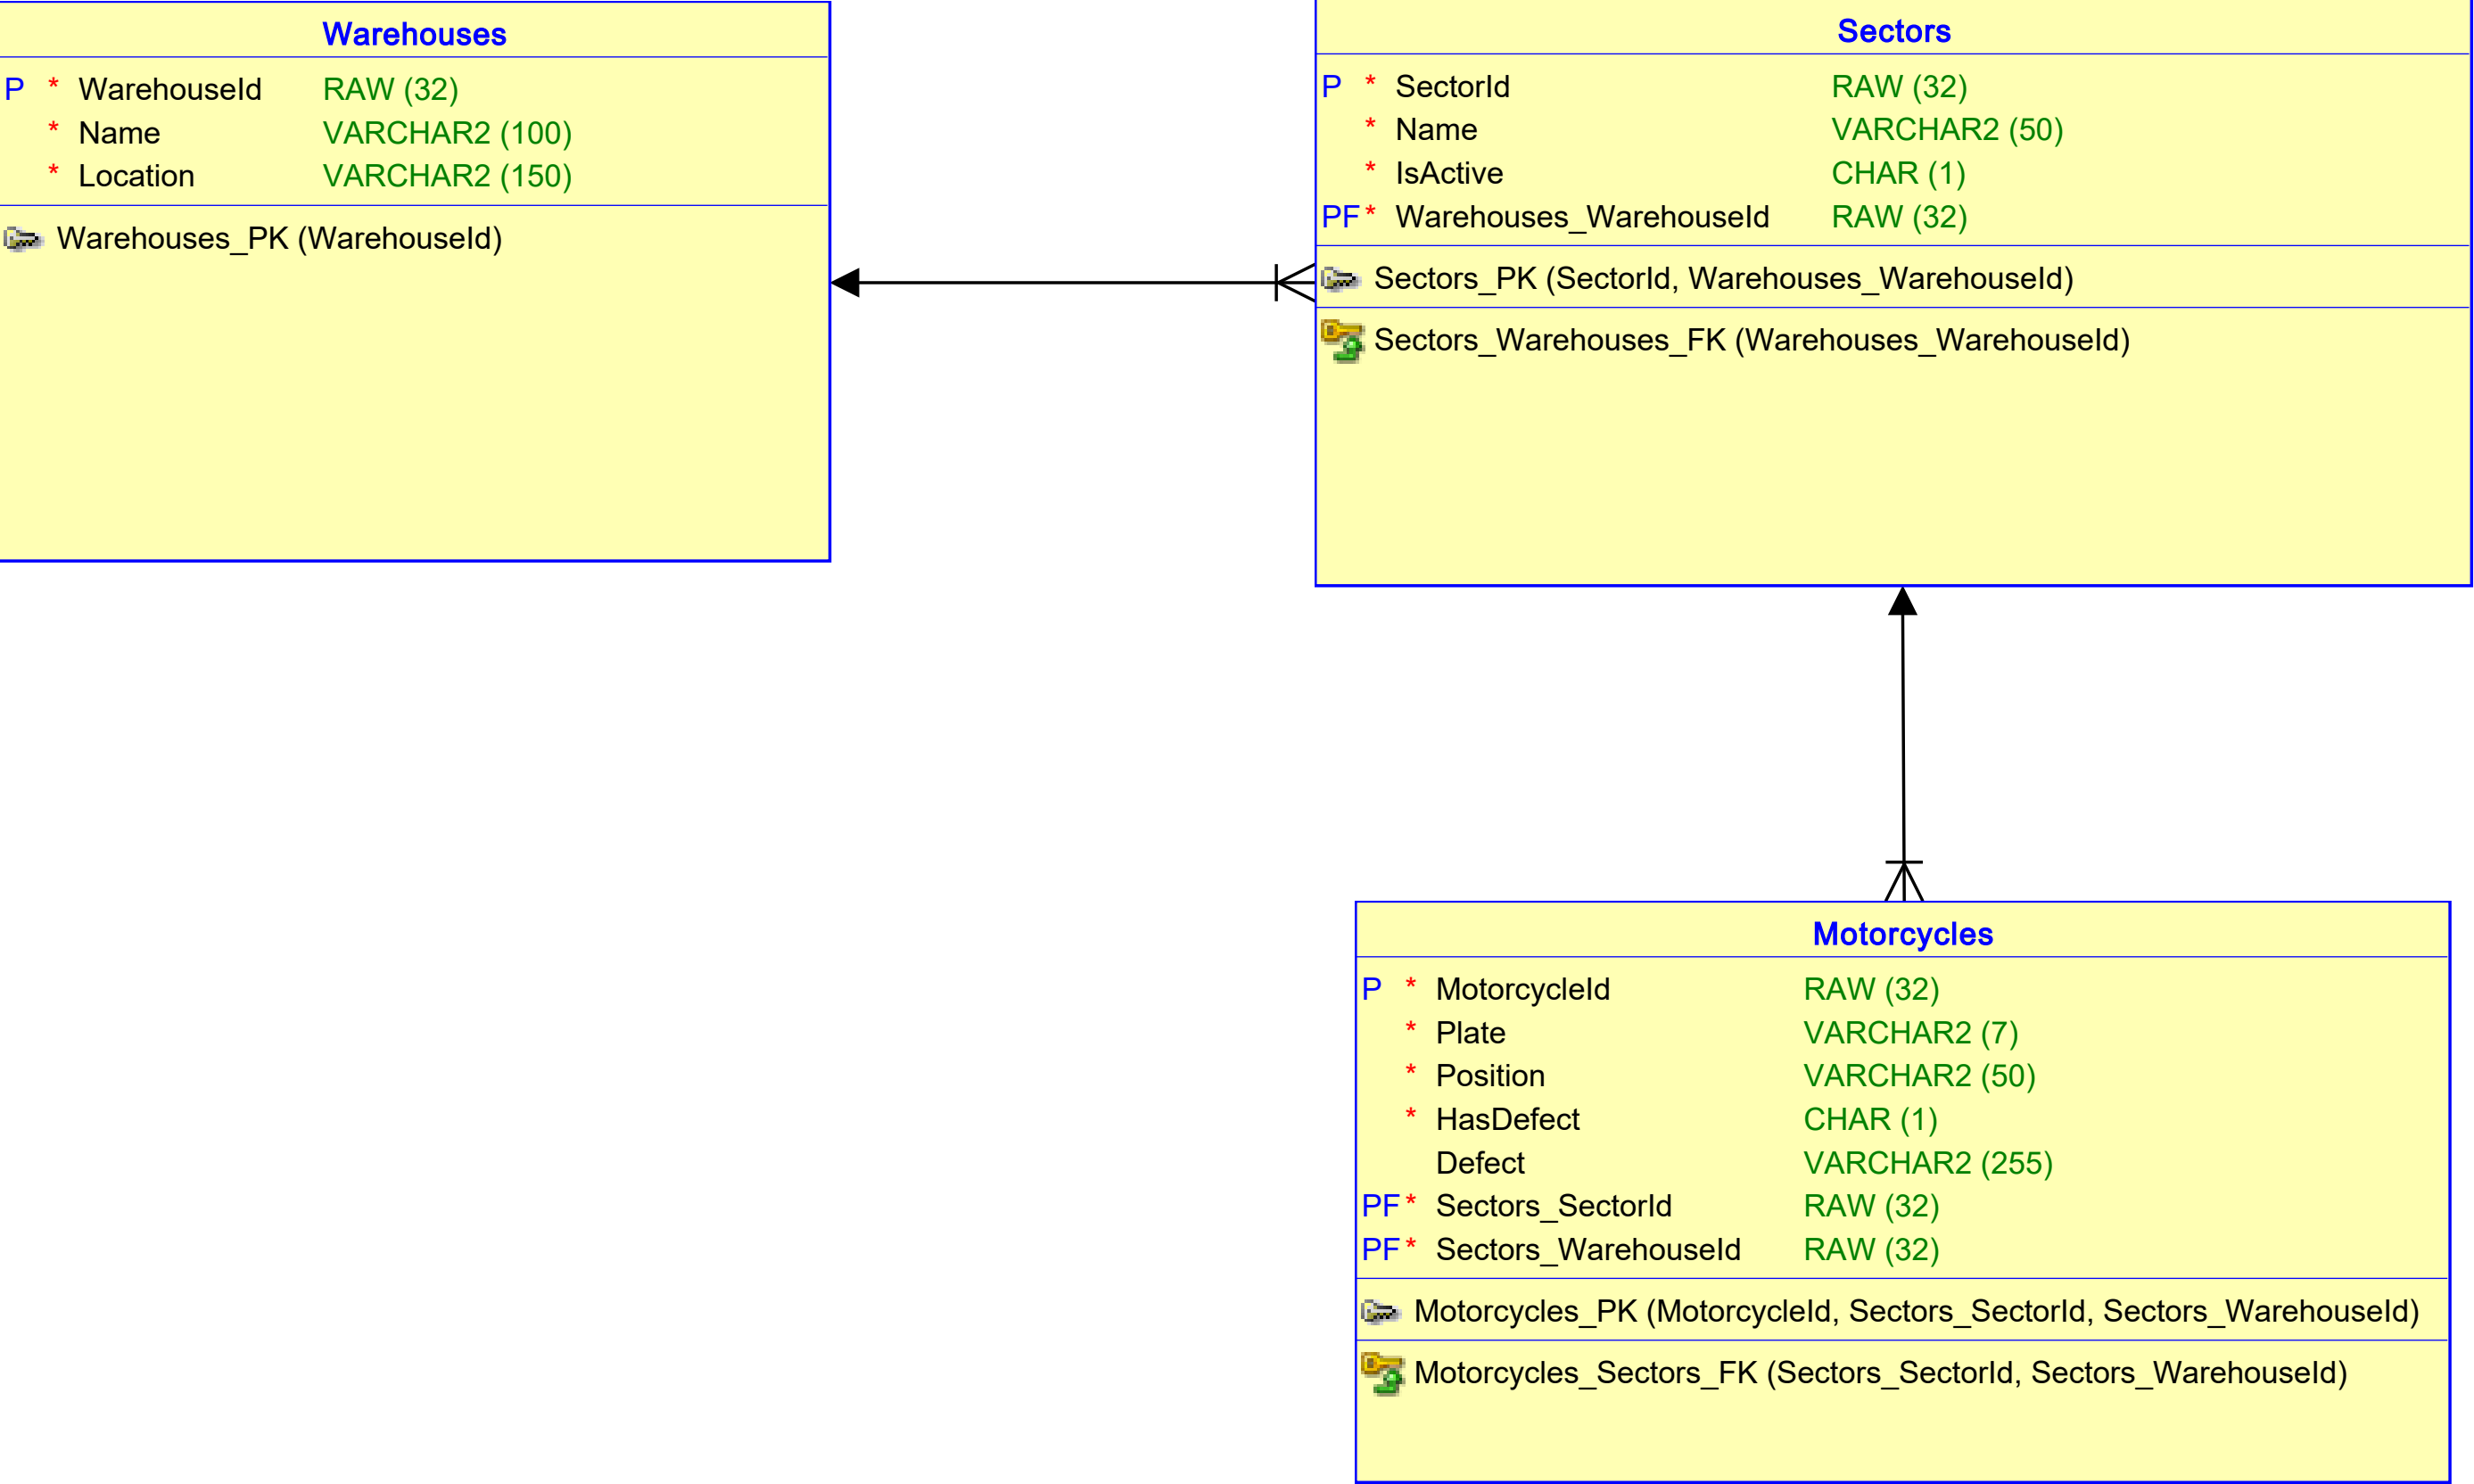 Warehouses
P * WarehouseId RAW (32)
* Name VARCHAR2 (100)
* Location VARCHAR2 (150)
Warehouses_PK (WarehouseId)
Sectors
P * SectorId RAW (32)
* Name VARCHAR2 (50)
* IsActive CHAR (1)
PF * Warehouses_WarehouseId RAW (32)
Sectors_PK (SectorId, Warehouses_WarehouseId)
Sectors_Warehouses_FK (Warehouses_WarehouseId)
Motorcycles
P * MotorcycleId RAW (32)
* Plate VARCHAR2 (7)
* Position VARCHAR2 (50)
* HasDefect CHAR (1)
Defect VARCHAR2 (255)
PF * Sectors_SectorId RAW (32)
PF * Sectors_WarehouseId RAW (32)
Motorcycles_PK (MotorcycleId, Sectors_SectorId, Sectors_WarehouseId)
Motorcycles_Sectors_FK (Sectors_SectorId, Sectors_WarehouseId)